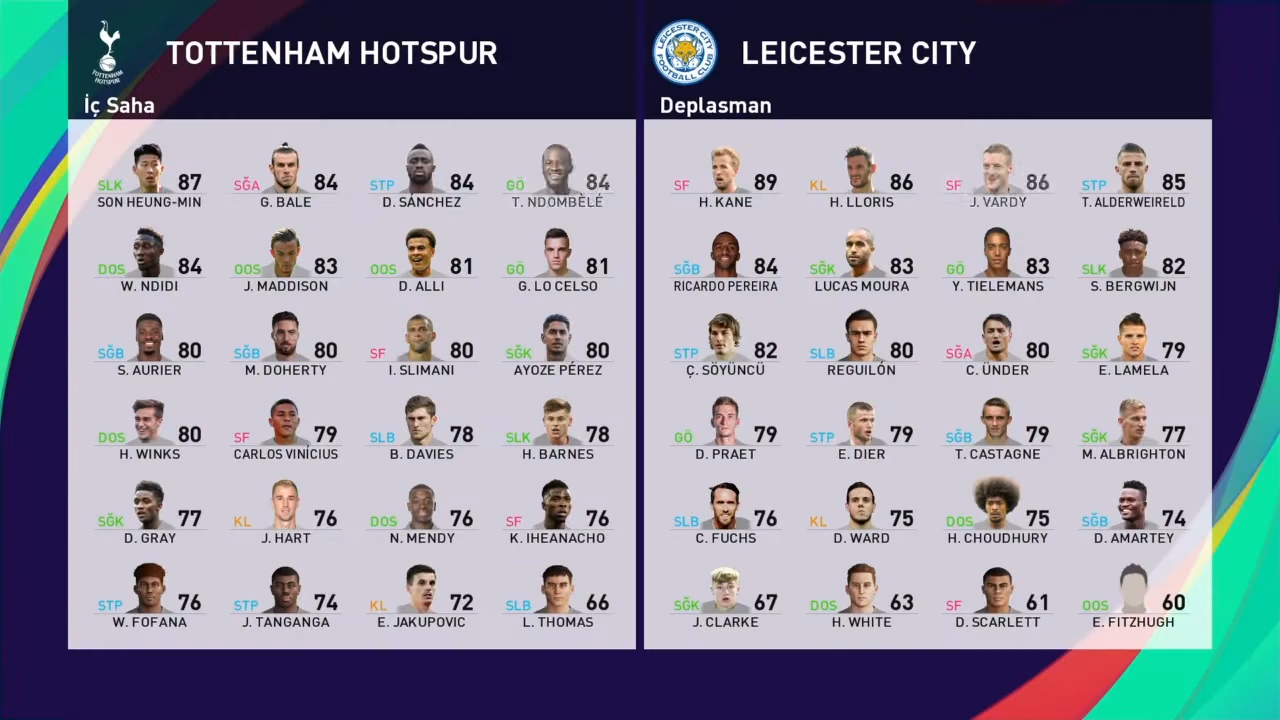 TOTTENHAM HOTSPUR
İç Saha
SLK 87 SĞA 84 STP 84 GÖ 84
SON HEUNG-MIN G. BALE D. SÁNCHEZ T. NDOMBÈLÉ
DOS 84 OOS 83 OOS 81 GÖ 81
W. NDIDI J. MADDISON D. ALLI G. LO CELSO
SĞB 80 SĞB 80 SF 80 SĞK 80
S. AURIER M. DOHERTY I. SLIMANI AYOZE PÉREZ
DOS 80 SF 79 SLB 78 SLK 78
H. WINKS CARLOS VINÍCIUS B. DAVIES H. BARNES
SĞK 77 KL 76 DOS 76 SF 76
D. GRAY J. HART N. MENDY K. IHEANACHO
STP 76 STP 74 KL 72 SLB 66
W. FOFANA J. TANGANGA E. JAKUPOVIC L. THOMAS
LEICESTER CITY
Deplasman
SF 89 KL 86 SF 86 STP 85
H. KANE H. LLORIS J. VARDY T. ALDERWEIRELD
SĞB 84 SĞK 83 GÖ 83 SLK 82
RICARDO PEREIRA LUCAS MOURA Y. TIELEMANS S. BERGWIJN
STP 82 SLB 80 SĞA 80 SĞK 79
Ç. SÖYÜNCÜ REGUILÓN C. ÜNDER E. LAMELA
GÖ 79 STP 79 SĞB 79 SĞK 77
D. PRAET E. DIER T. CASTAGNE M. ALBRIGHTON
SLB 76 KL 75 DOS 75 SĞB 74
C. FUCHS D. WARD H. CHOUDHURY D. AMARTEY
SĞK 67 DOS 63 SF 61 OOS 60
J. CLARKE H. WHITE D. SCARLETT E. FITZHUGH
TOTTENHAM
HOTSPUR
LEICESTER CITY
FOOTBALL CLUB